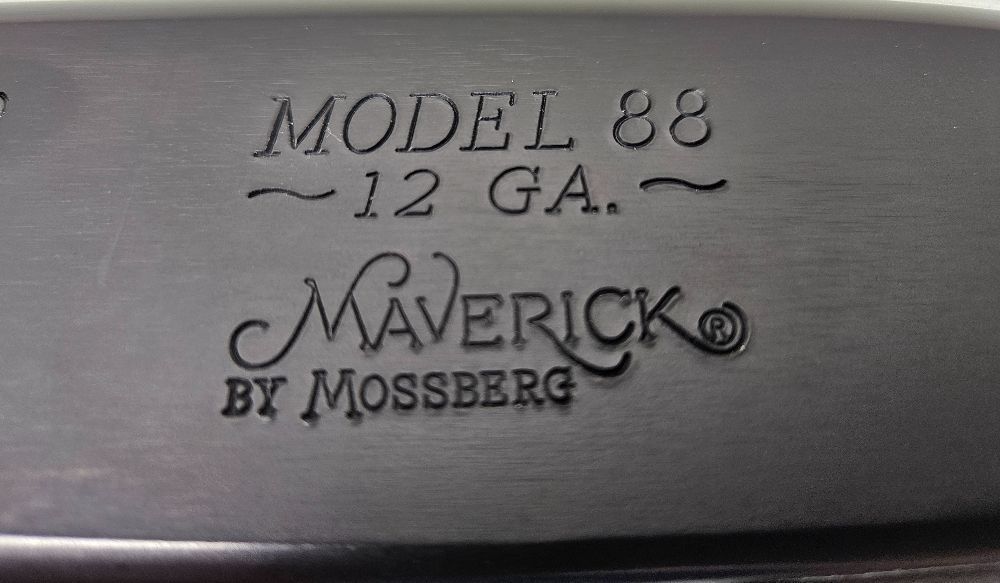 MODEL 88
~12 GA.~
MAVERICK®
BY MOSSBERG